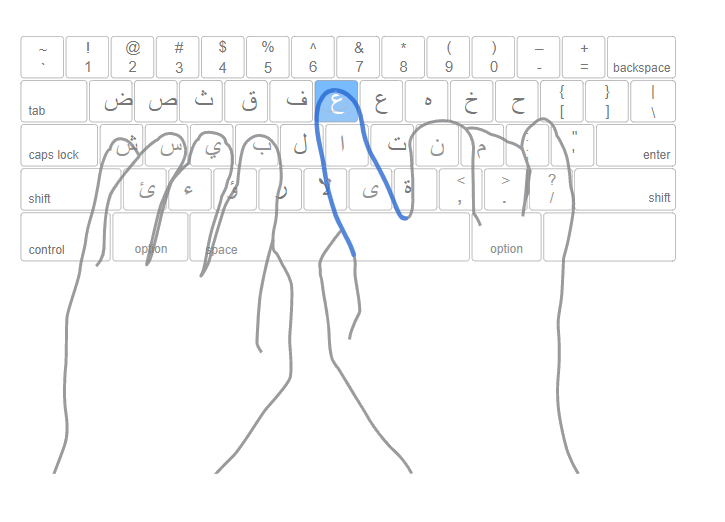 ~ ! @ # $ % ^ & * ( ) – +
` 1 2 3 4 5 6 7 8 9 0 - = backspace
{ } |
tab ض ص ث ق ف غ ع ه خ ح [ ] \
: "
caps lock ش س ي ب ل ا ت ن م ; ' enter
< > ?
shift ئ ء ؤ ر لا ى ة , . / shift
control option space option